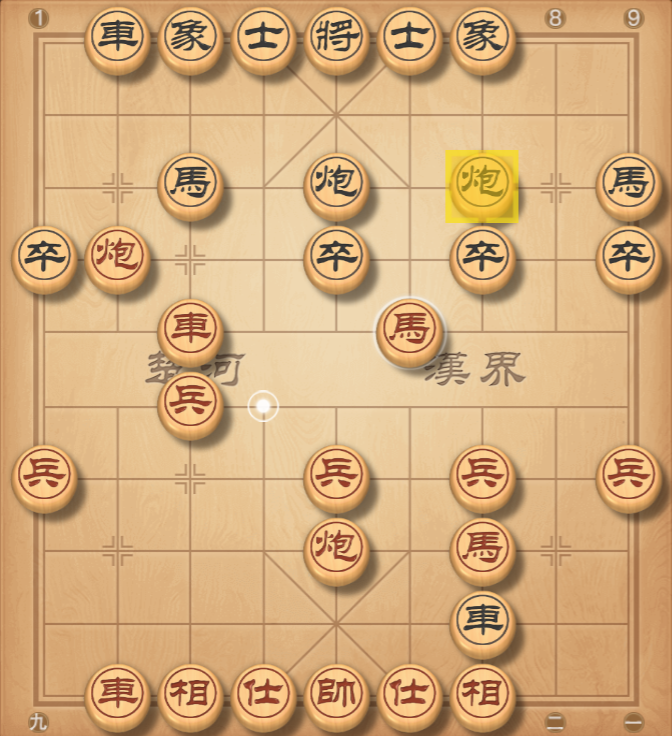 1 8 9
車 象 士 將 士 象
馬 炮 炮 馬
卒 炮 卒 卒 卒
車 馬
楚河 漢界
兵
兵 兵 兵 兵
炮 馬
車
車 相 仕 帥 仕 相
九 二 一